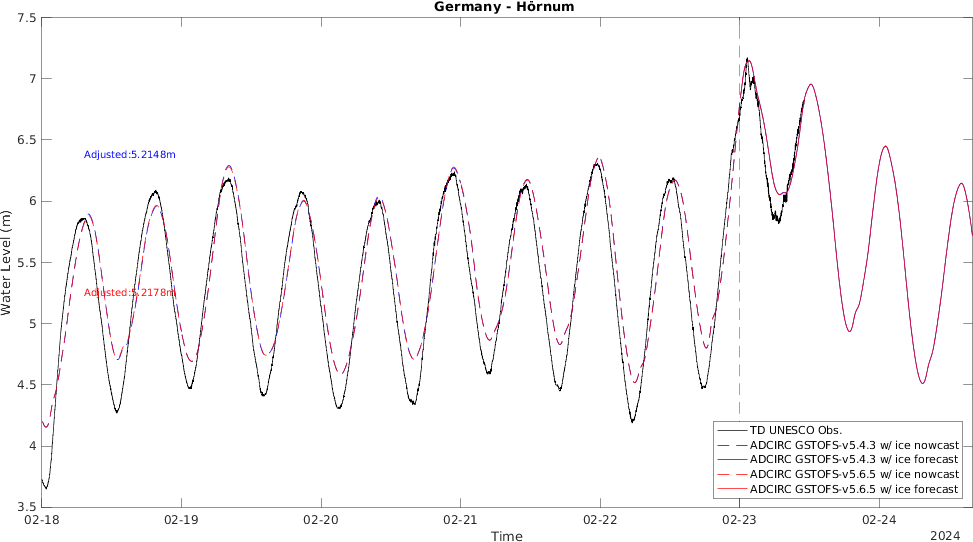 Germany - Hörnum
7.5
7
6.5
6
5.5
5
4.5
4
3.5
Water Level (m)
Adjusted:5.2148m
Adjusted:5.2178m
TD UNESCO Obs.
ADCIRC GSTOFS-v5.4.3 w/ ice nowcast
ADCIRC GSTOFS-v5.4.3 w/ ice forecast
ADCIRC GSTOFS-v5.6.5 w/ ice nowcast
ADCIRC GSTOFS-v5.6.5 w/ ice forecast
02-18 02-19 02-20 02-21 02-22 02-23 02-24
Time
2024